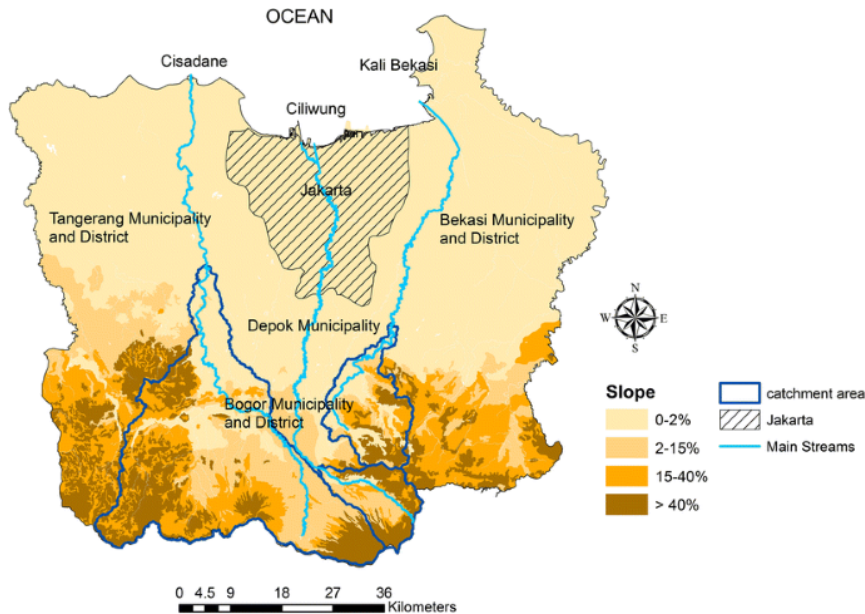 OCEAN
Cisadane
Kali Bekasi
Ciliwung
Jakarta
Tangerang Municipality
and District
Bekasi Municipality
and District
Depok Municipality
Bogor Municipality
and District
N
W
E
S
Slope
0-2%
2-15%
15-40%
> 40%
catchment area
Jakarta
Main Streams
0 4.5 9 18 27 36
Kilometers